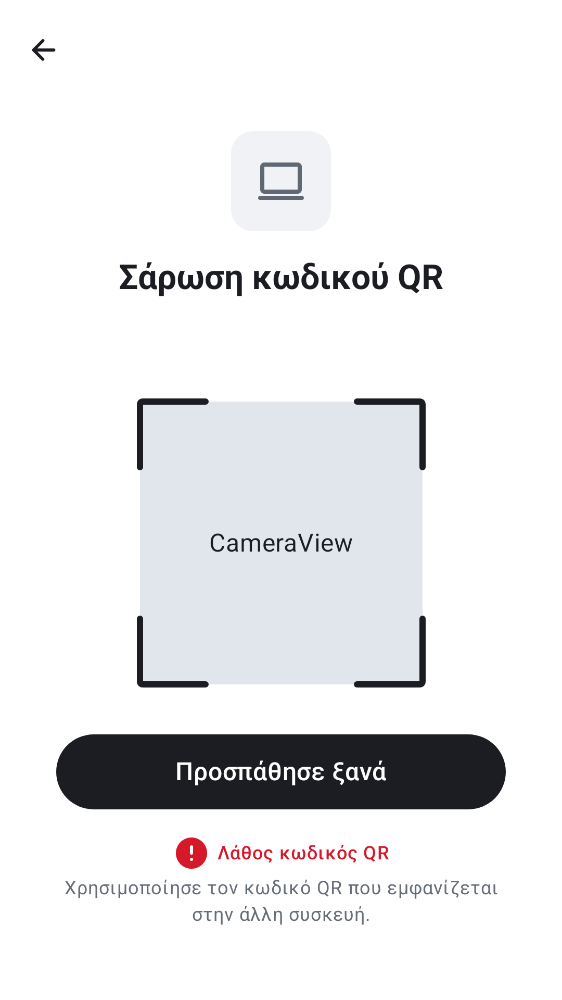 Σάρωση κωδικού QR
CameraView
Προσπάθησε ξανά
Λάθος κωδικός QR
Χρησιμοποίησε τον κωδικό QR που εμφανίζεται
στην άλλη συσκευή.